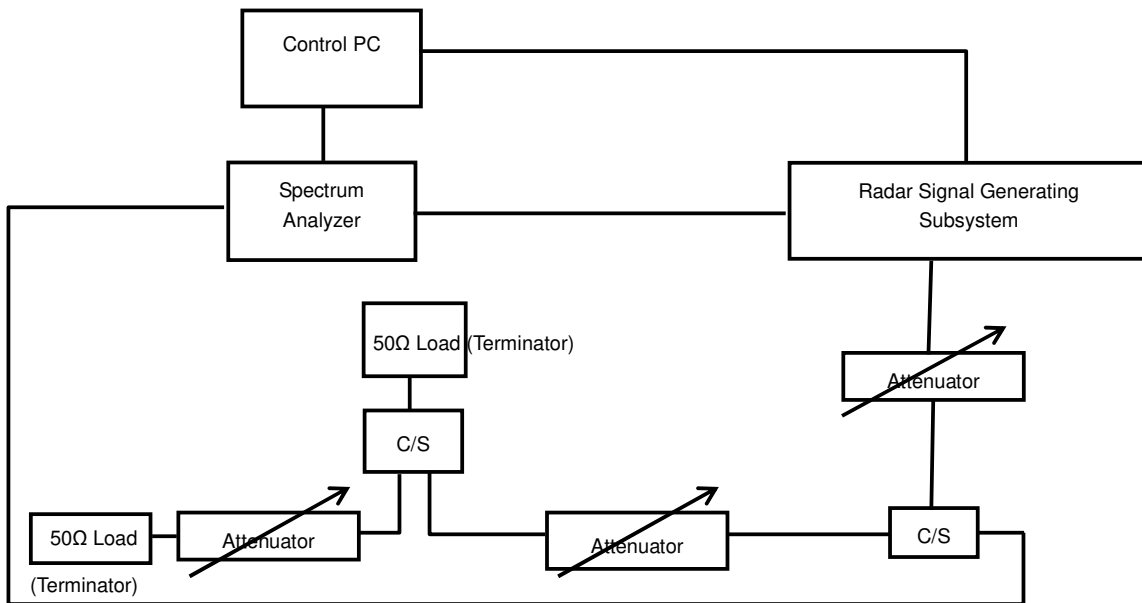 Control PC
Spectrum
Analyzer
Radar Signal Generating
Subsystem
50Ω Load (Terminator)
Attenuator
C/S
50Ω Load
(Terminator)
Attenuator
Attenuator
C/S